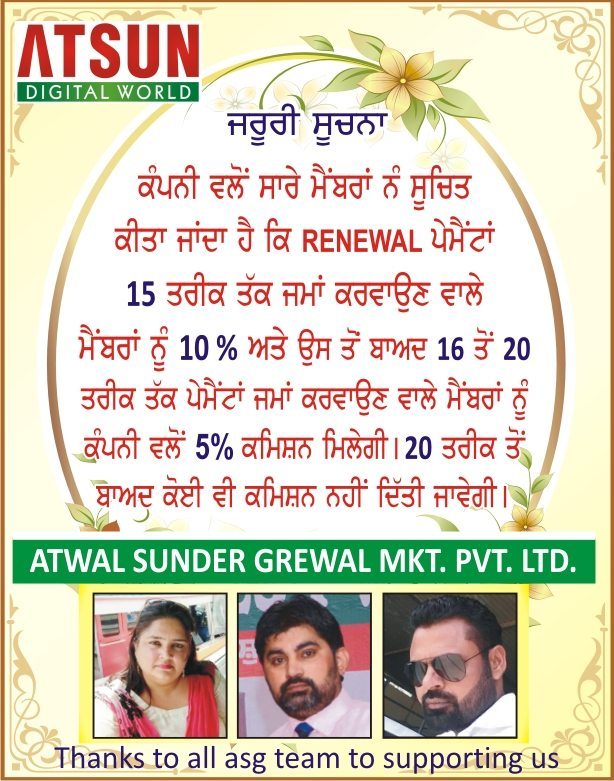 ATSUN
DIGITAL WORLD
ਜਰੂਰੀ ਸੂਚਨਾ
ਕੰਪਨੀ ਵਲੋਂ ਸਾਰੇ ਮੈਂਬਰਾਂ ਨੰ ਸੂਚਿਤ
ਕੀਤਾ ਜਾਂਦਾ ਹੈ ਕਿ RENEWAL ਪੇਮੈਂਟਾਂ
15 ਤਰੀਕ ਤੱਕ ਜਮਾਂ ਕਰਵਾਉਣ ਵਾਲੇ
ਮੈਂਬਰਾਂ ਨੂੰ 10 % ਅਤੇ ਉਸ ਤੋਂ ਬਾਅਦ 16 ਤੋਂ 20
ਤਰੀਕ ਤੱਕ ਪੇਮੈਂਟਾਂ ਜਮਾਂ ਕਰਵਾਉਣ ਵਾਲੇ ਮੈਂਬਰਾਂ ਨੂੰ
ਕੰਪਨੀ ਵਲੋਂ 5% ਕਮਿਸ਼ਨ ਮਿਲੇਗੀ। 20 ਤਰੀਕ ਤੋਂ
ਬਾਅਦ ਕੋਈ ਵੀ ਕਮਿਸ਼ਨ ਨਹੀਂ ਦਿੱਤੀ ਜਾਵੇਗੀ।
ATWAL SUNDER GREWAL MKT. PVT. LTD.
Thanks to all asg team to supporting us